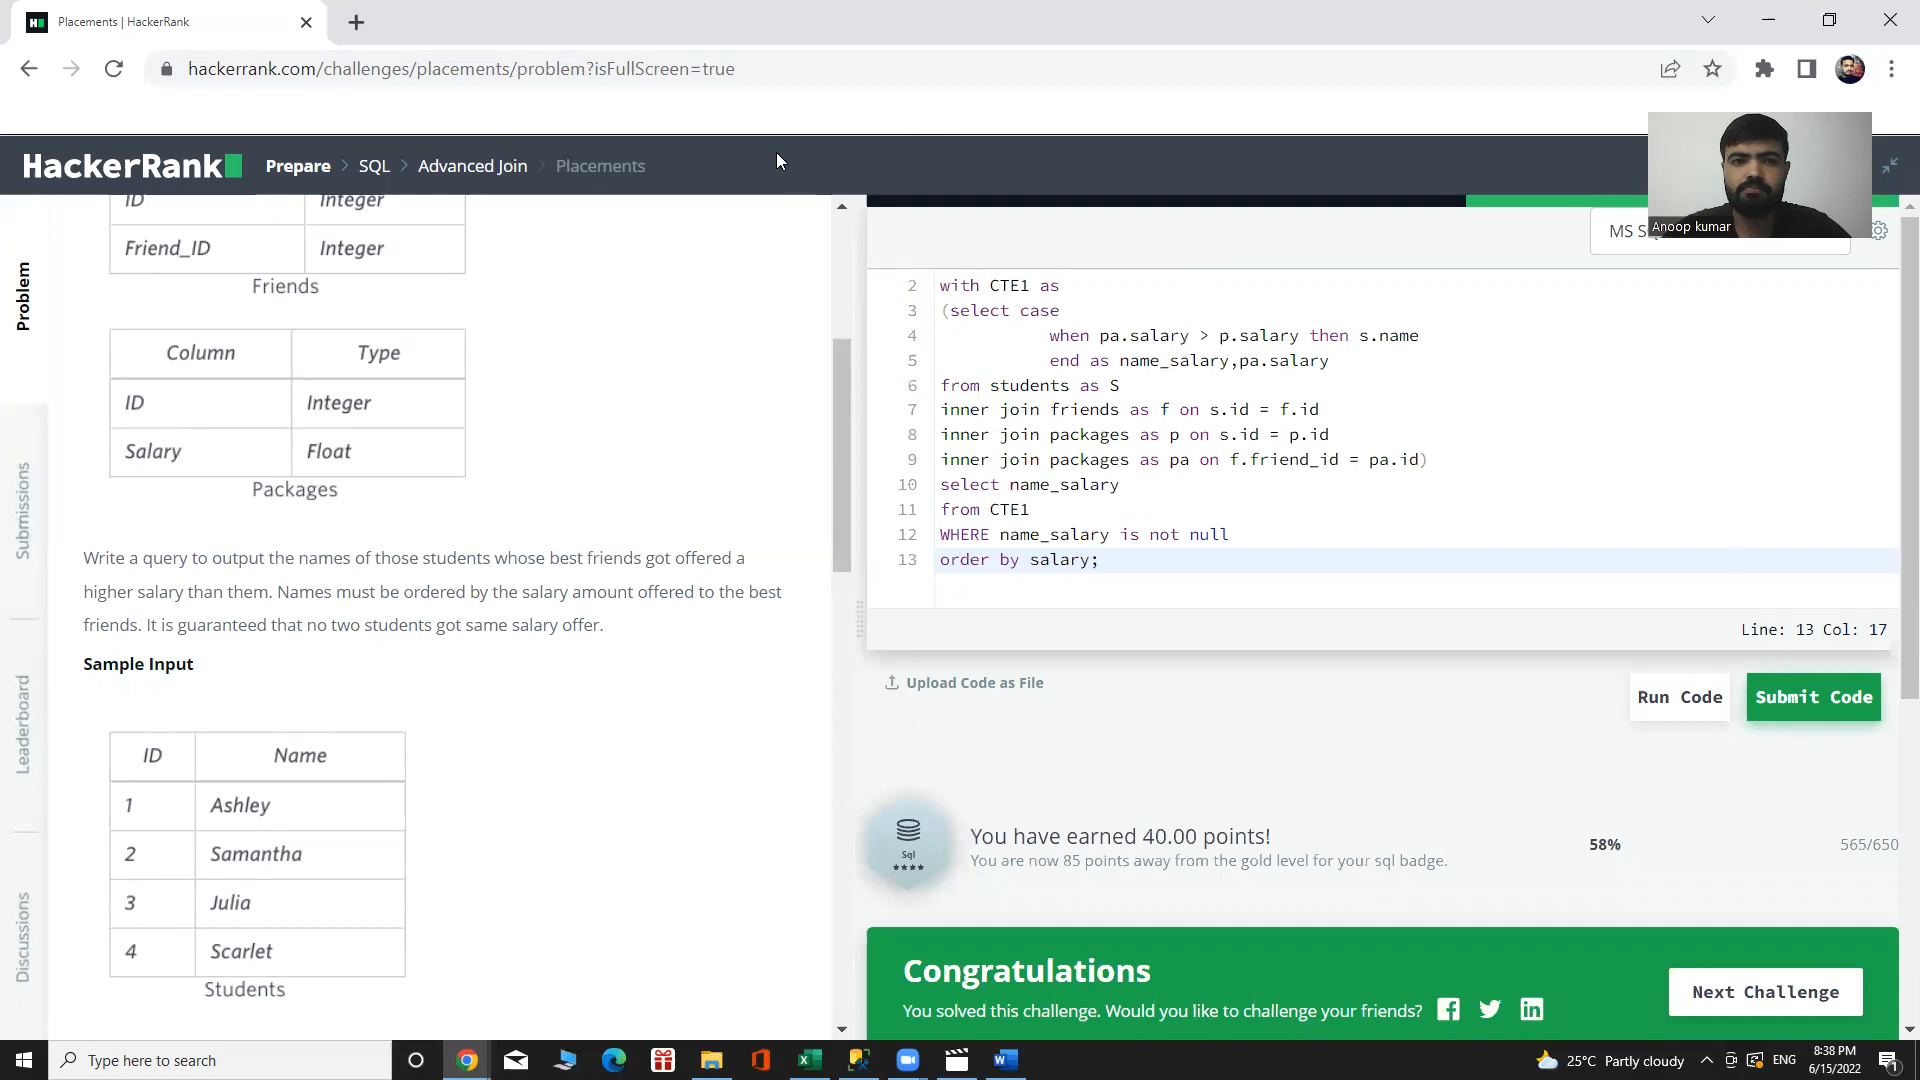 Placements | HackerRank
hackerrank.com/challenges/placements/problem?isFullScreen=true
HackerRank
Prepare > SQL > Advanced Join > Placements
Anoop kumar
Problem
Submissions
Leaderboard
Discussions
ID Integer
Friend_ID Integer
Friends
Column Type
ID Integer
Salary Float
Packages
Write a query to output the names of those students whose best friends got offered a
higher salary than them. Names must be ordered by the salary amount offered to the best
friends. It is guaranteed that no two students got same salary offer.
Sample Input
ID Name
1 Ashley
2 Samantha
3 Julia
4 Scarlet
Students
MS
2 with CTE1 as
3 (select case
4 when pa.salary > p.salary then s.name
5 end as name_salary,pa.salary
6 from students as S
7 inner join friends as f on s.id = f.id
8 inner join packages as p on s.id = p.id
9 inner join packages as pa on f.friend_id = pa.id)
10 select name_salary
11 from CTE1
12 WHERE name_salary is not null
13 order by salary;
Line: 13 Col: 17
Upload Code as File
Run Code
Submit Code
Sql
You have earned 40.00 points!
You are now 85 points away from the gold level for your sql badge.
58%
565/650
Congratulations
You solved this challenge. Would you like to challenge your friends?
Next Challenge
Type here to search
25°C Partly cloudy
ENG
8:38 PM
6/15/2022
1